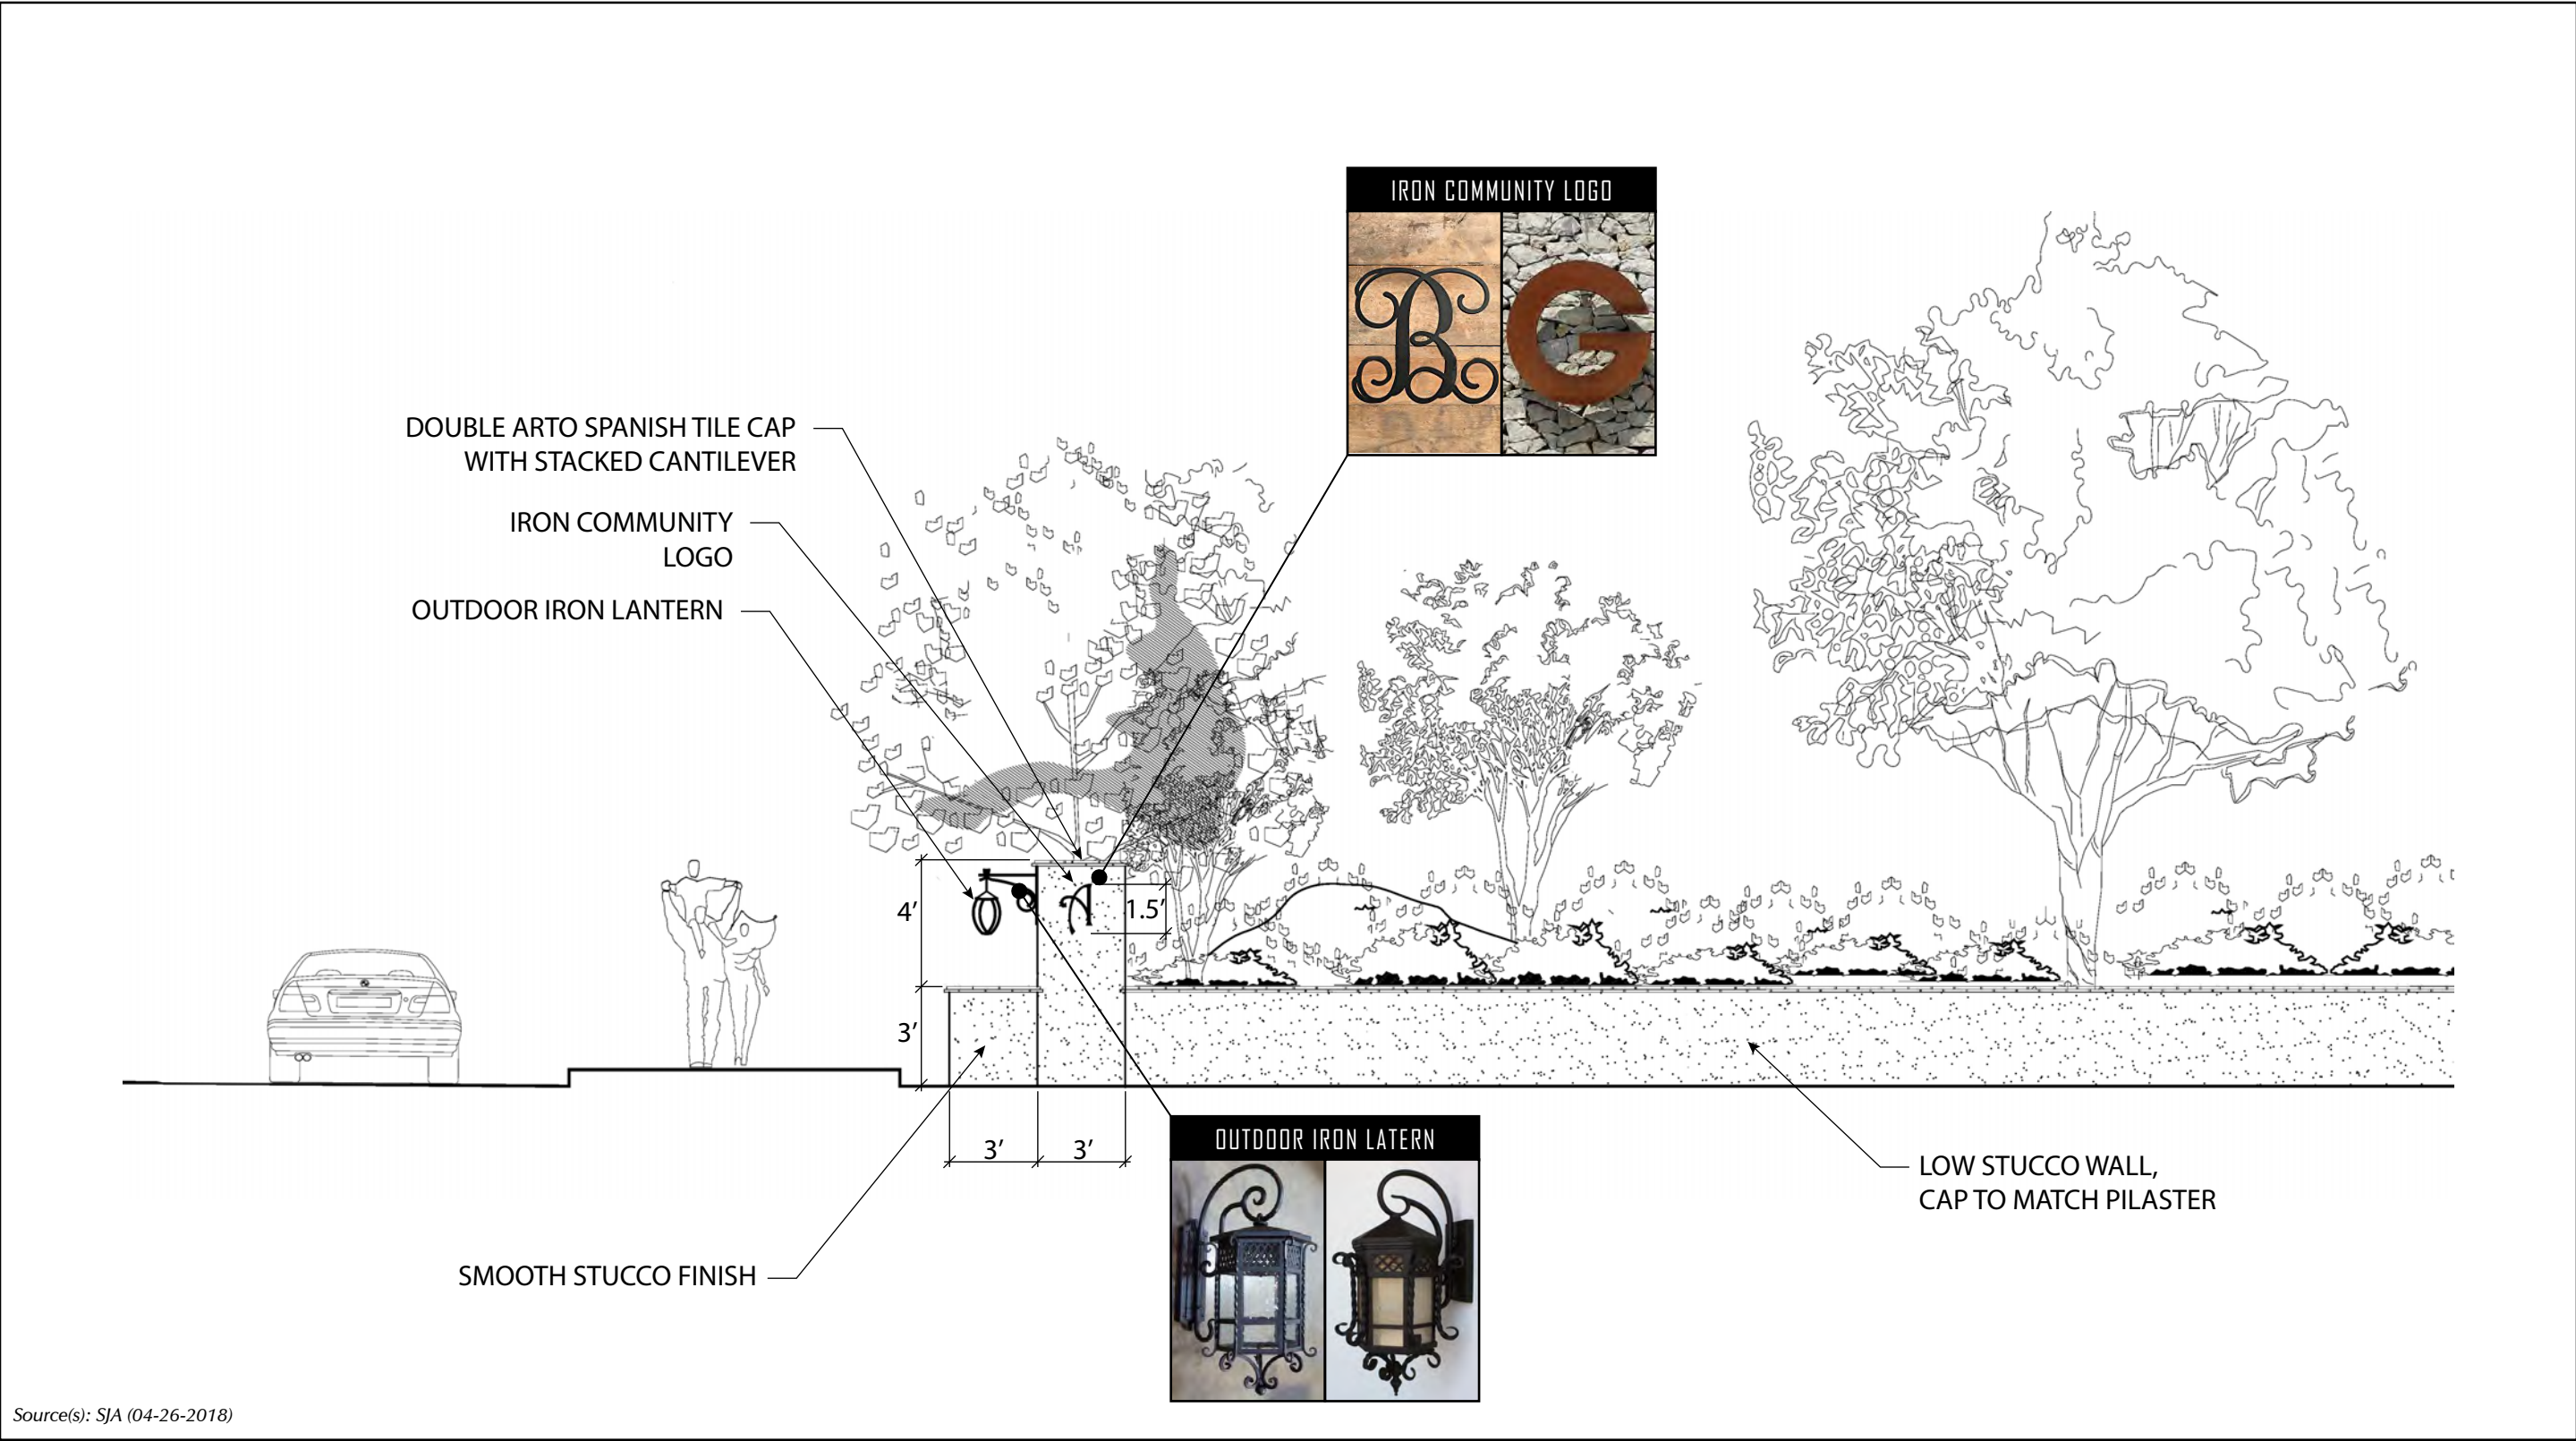 IRON COMMUNITY LOGO
B G
DOUBLE ARTO SPANISH TILE CAP
WITH STACKED CANTILEVER
IRON COMMUNITY
LOGO
OUTDOOR IRON LANTERN
4'
A
1.5'
3'
3' 3'
OUTDOOR IRON LATERN
LOW STUCCO WALL,
CAP TO MATCH PILASTER
SMOOTH STUCCO FINISH
Source(s): SJA (04-26-2018)